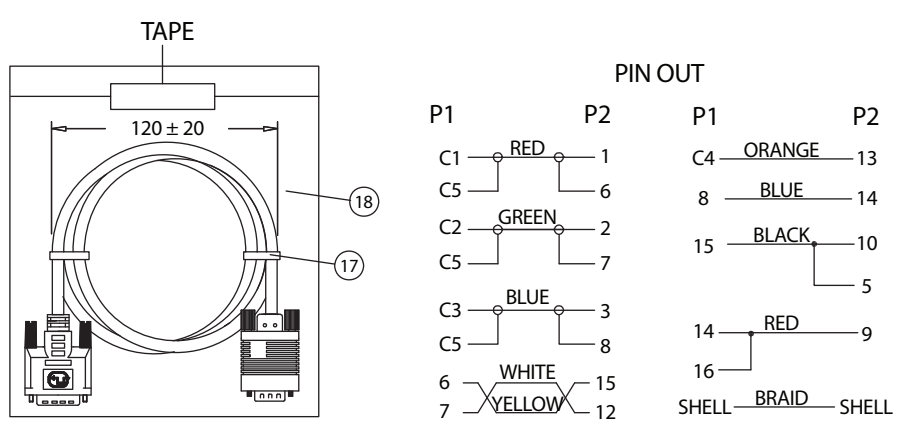 TAPE
120 ± 20
18
17
PIN OUT
P1 P2
C1 RED 1
C5 6
C2 GREEN 2
C5 7
C3 BLUE 3
C5 8
6 WHITE 15
7 YELLOW 12
P1 P2
C4 ORANGE 13
8 BLUE 14
15 BLACK 10
5
14 RED 9
16
SHELL BRAID SHELL